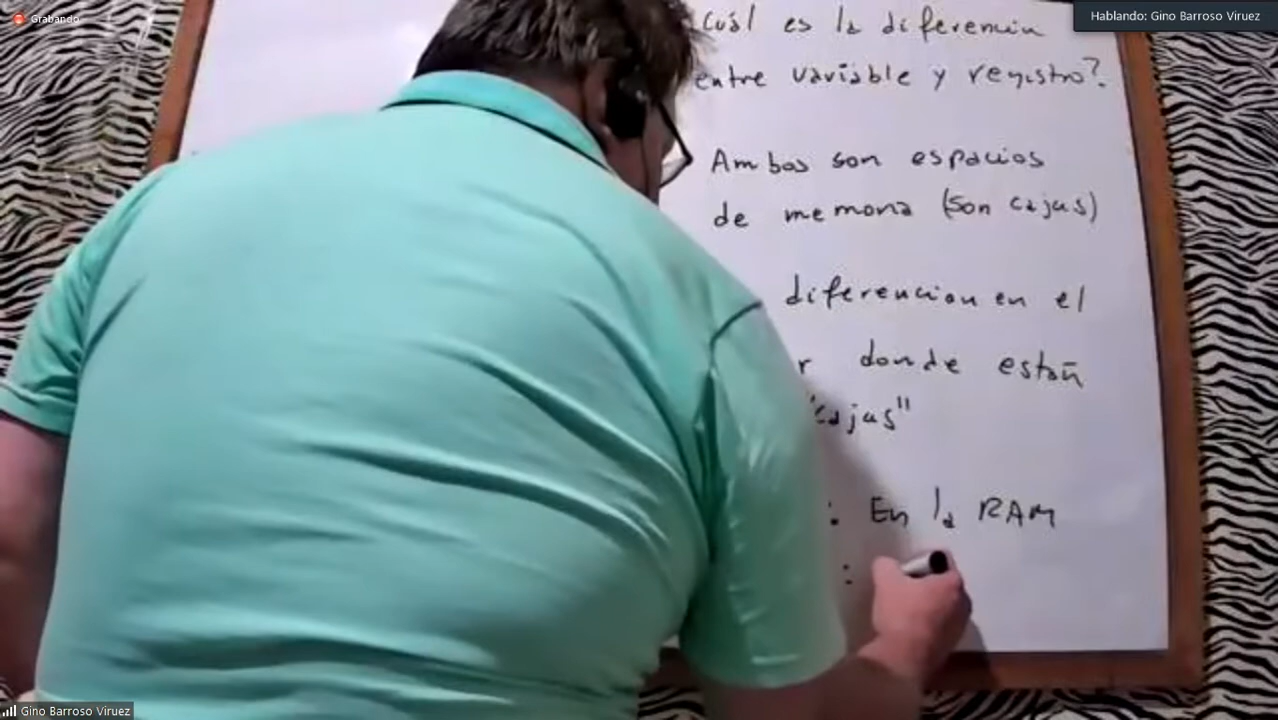 Grabando
Hablando: Gino Barroso Viruez
Cuál es la diferencia
entre variable y registro?
Ambos son espacios
de memoria (son cajas)
diferencian en el
r donde están
"cajas"
: En la RAM
:
Gino Barroso Viruez